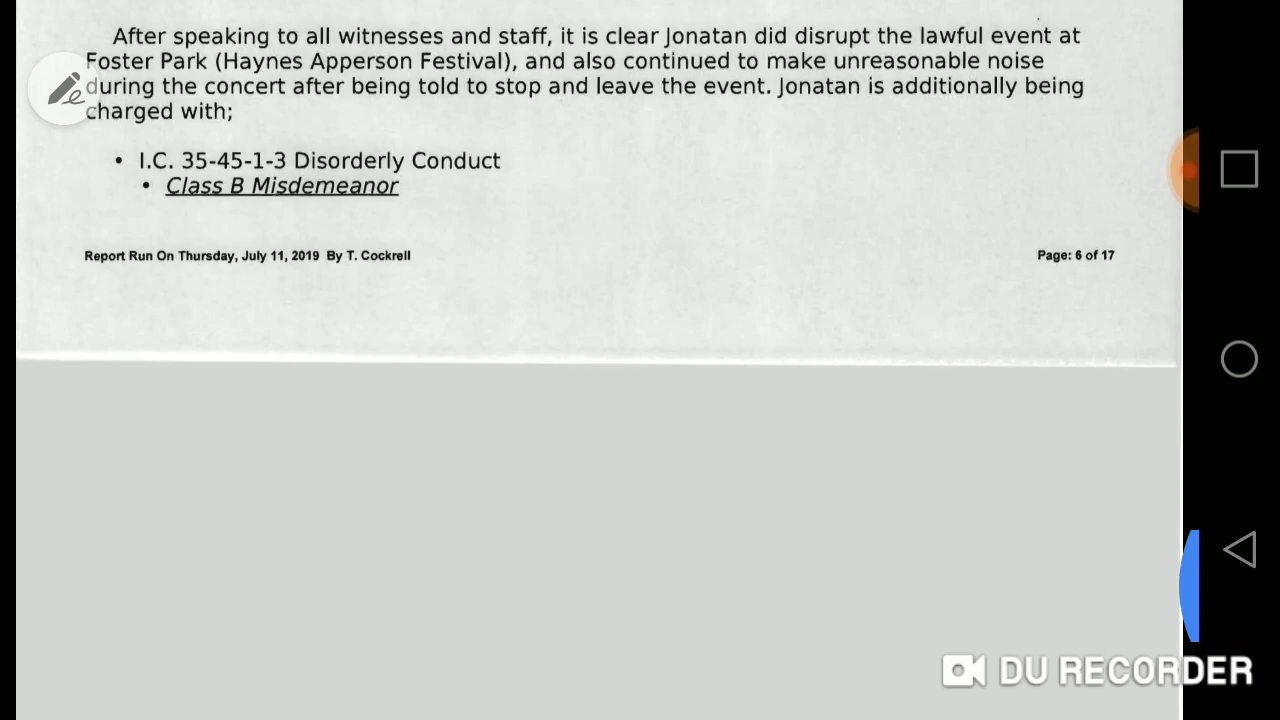 After speaking to all witnesses and staff, it is clear Jonatan did disrupt the lawful event at
Foster Park (Haynes Apperson Festival), and also continued to make unreasonable noise
during the concert after being told to stop and leave the event. Jonatan is additionally being
charged with;
• I.C. 35-45-1-3 Disorderly Conduct
• Class B Misdemeanor
Report Run On Thursday, July 11, 2019 By T. Cockrell
Page: 6 of 17
DU RECORDER